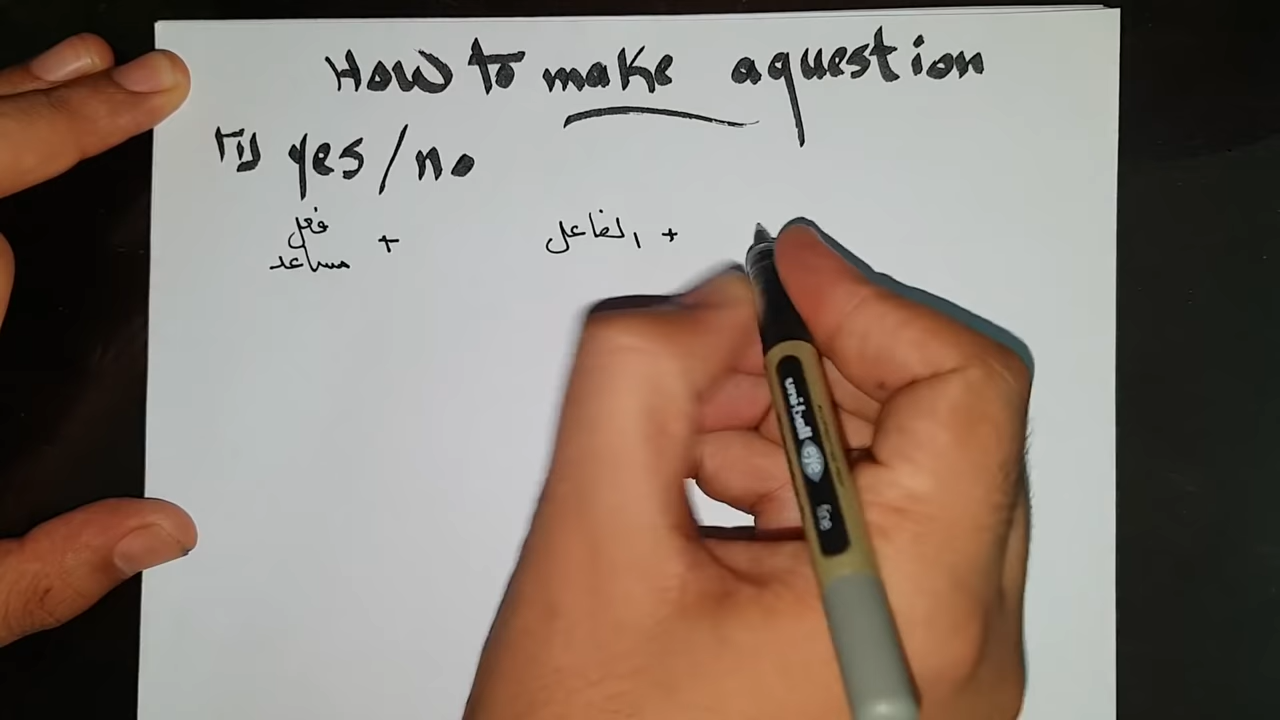 How to make aquestion
yes/no
فعل + الفاعل +
مساعد
uni-ball eye fine